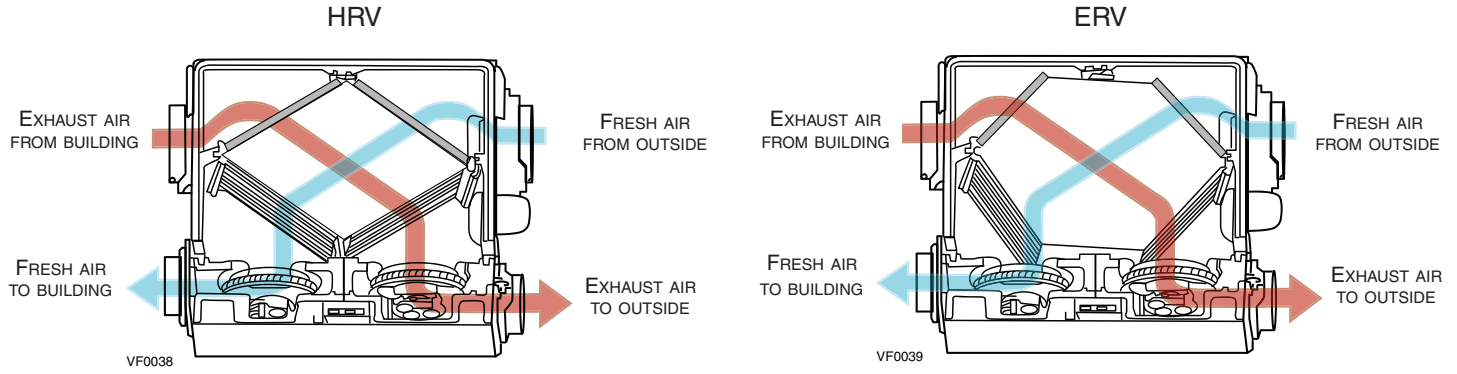 HRV
EXHAUST AIR
FROM BUILDING
FRESH AIR
FROM OUTSIDE
FRESH AIR
TO BUILDING
EXHAUST AIR
TO OUTSIDE
VF0038
ERV
EXHAUST AIR
FROM BUILDING
FRESH AIR
FROM OUTSIDE
FRESH AIR
TO BUILDING
EXHAUST AIR
TO OUTSIDE
VF0039